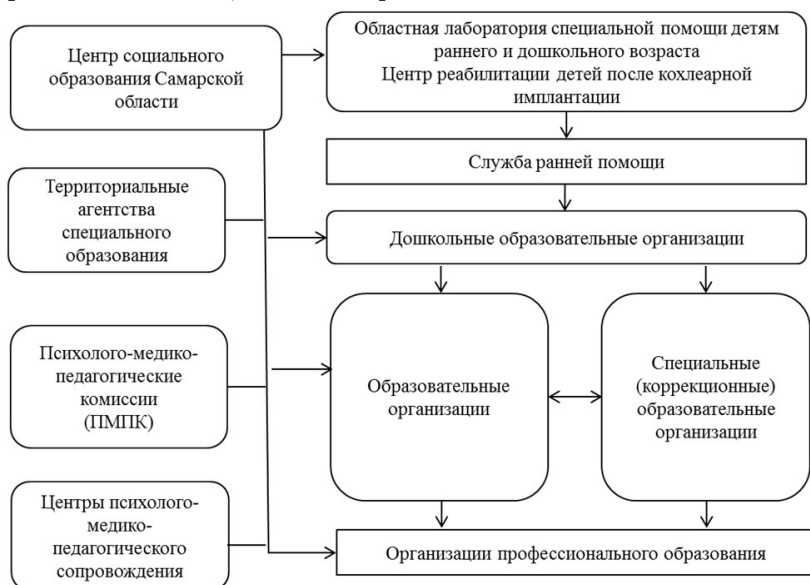 Центр социального
образования Самарской
области
Областная лаборатория специальной помощи детям
раннего и дошкольного возраста
Центр реабилитации детей после кохлеарной
имплантации
Служба ранней помощи
Территориальные
агентства
специального
образования
Дошкольные образовательные организации
Психолого-медико-
педагогические
комиссии
(ПМПК)
Образовательные
организации
Специальные
(коррекционные)
образовательные
организации
Центры психолого-
медико-
педагогического
сопровождения
Организации профессионального образования